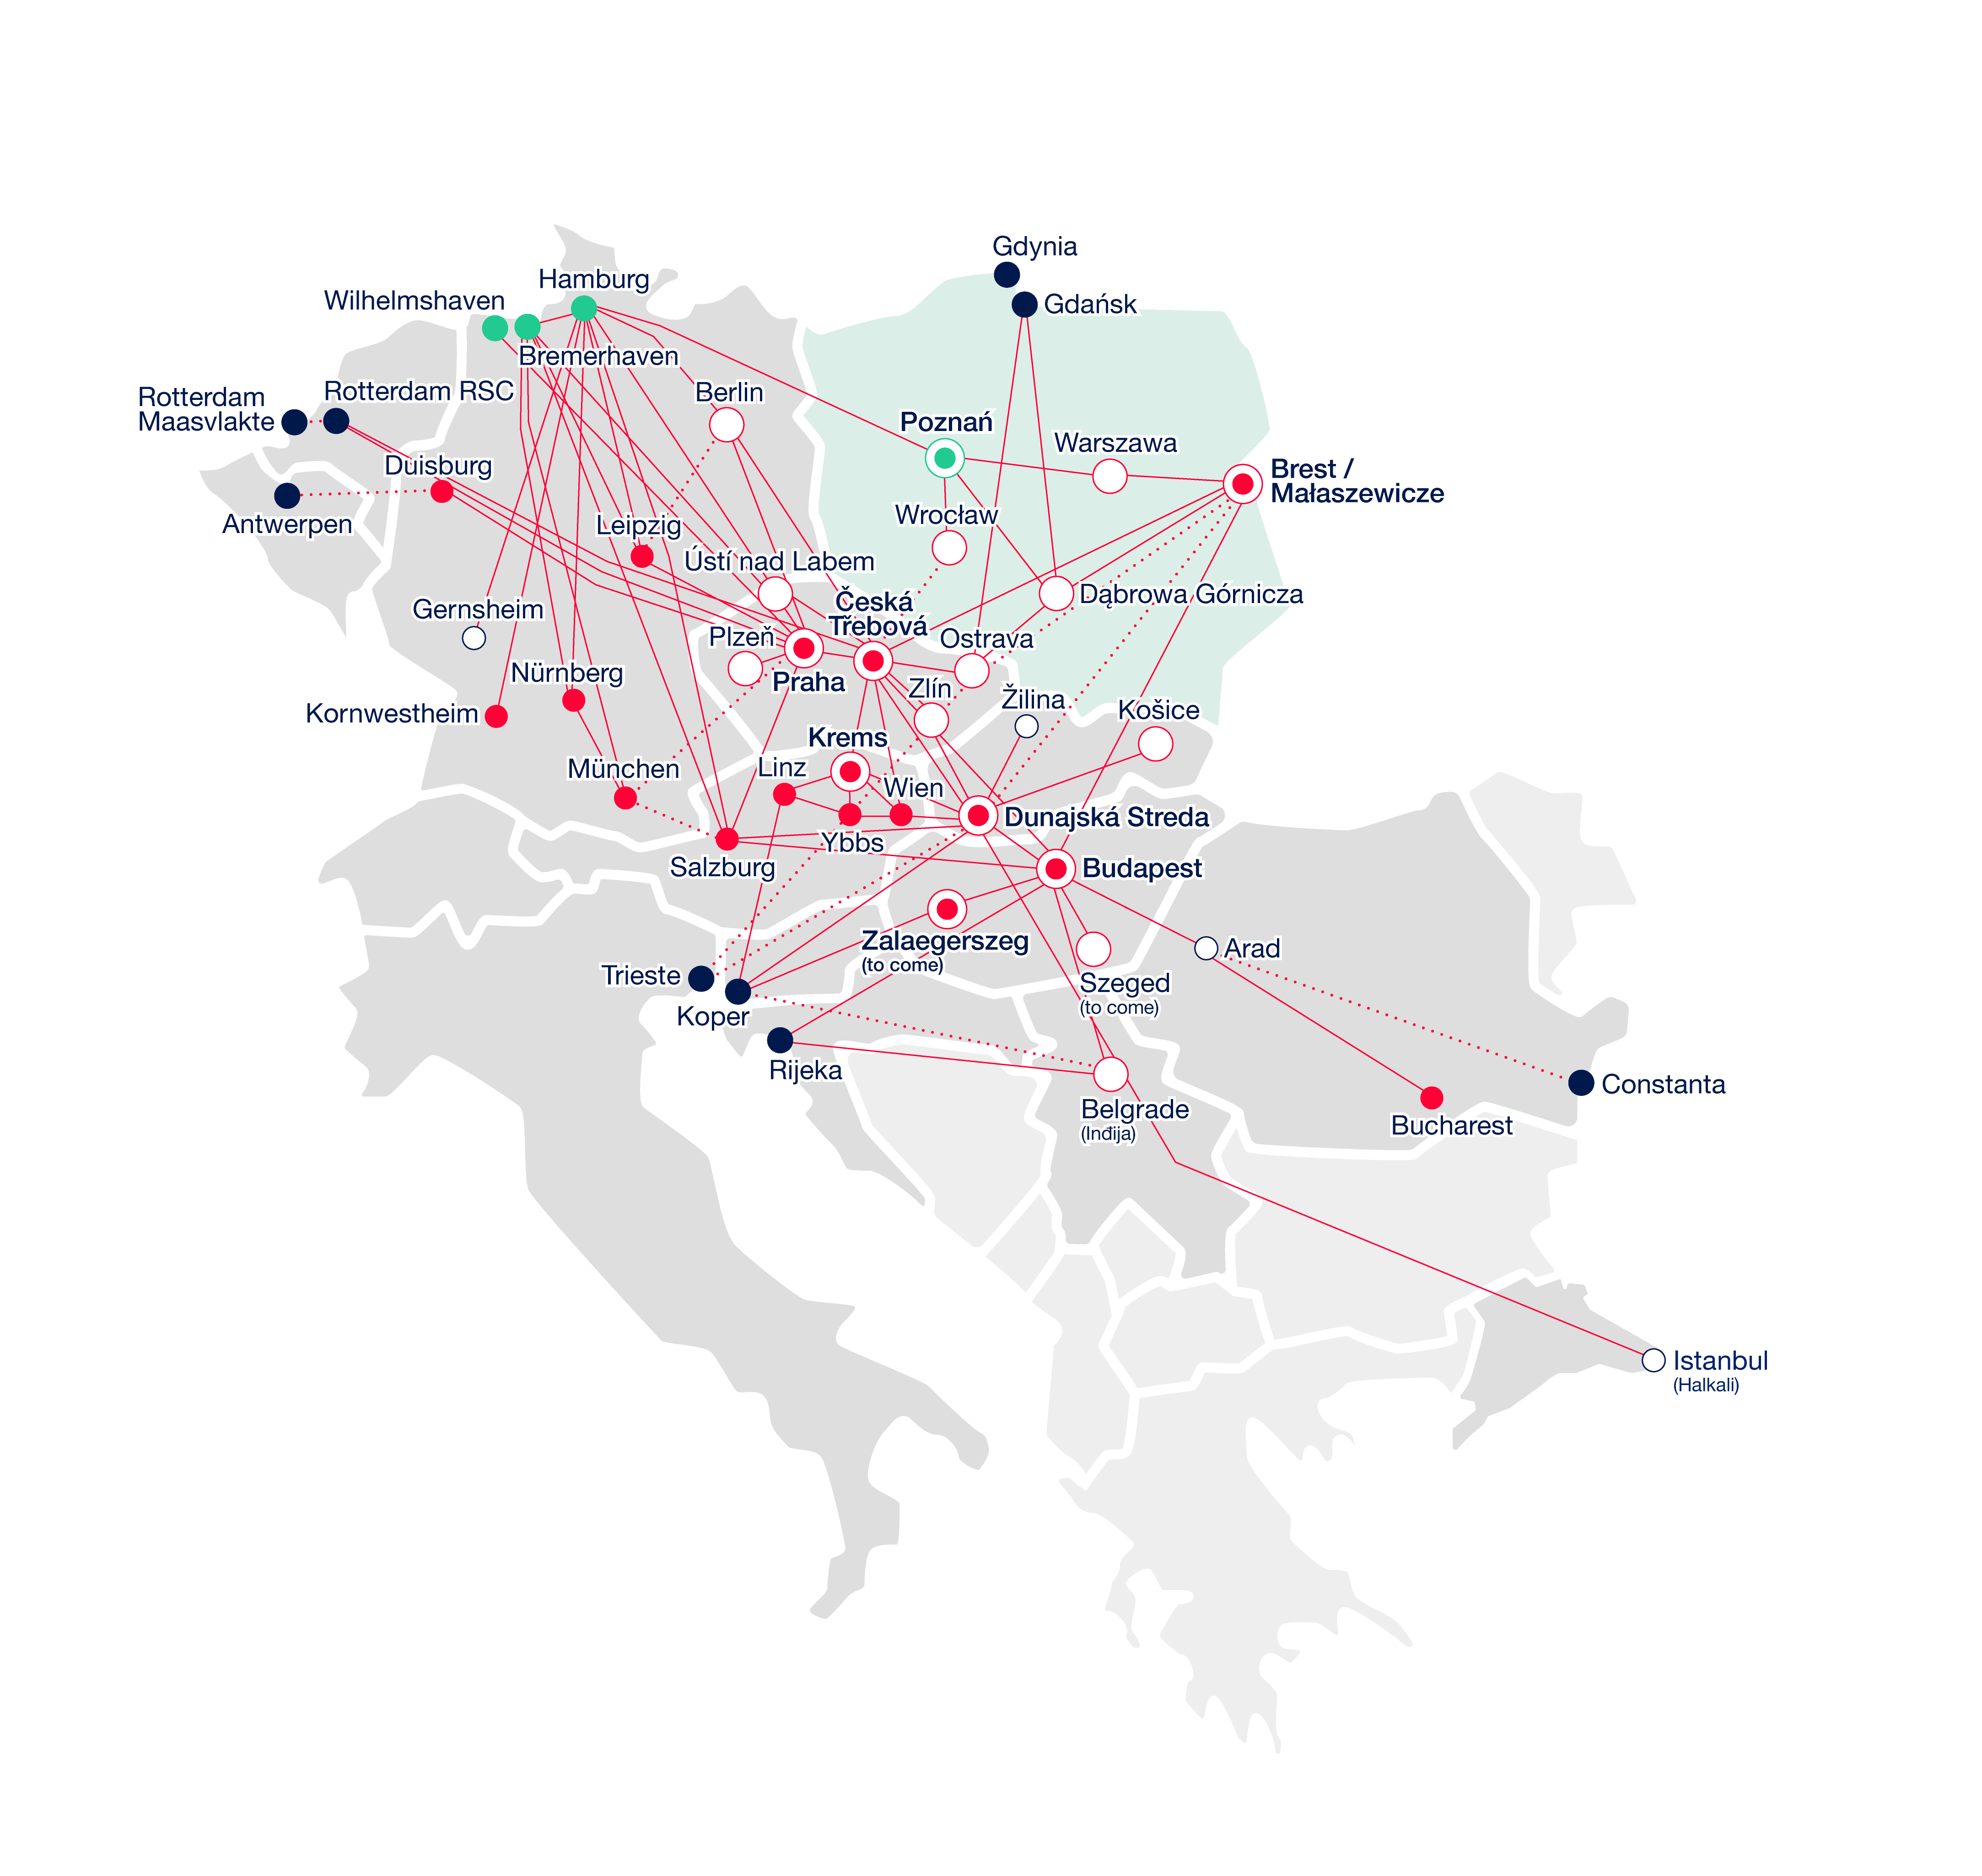 Gdynia
Hamburg
Gdańsk
Wilhelmshaven
Bremerhaven
Rotterdam
Maasvlakte
Rotterdam RSC
Berlin
Poznań
Warszawa
Duisburg
Brest /
Małaszewicze
Antwerpen
Leipzig
Wrocław
Ústí nad Labem
Dąbrowa Górnicza
Gernsheim
Česká
Třebová
Plzeň
Ostrava
Nürnberg
Praha
Zlín
Žilina
Košice
Kornwestheim
Krems
München
Linz
Wien
Dunajská Streda
Ybbs
Salzburg
Budapest
Zalaegerszeg
(to come)
Arad
Trieste
Szeged
(to come)
Koper
Rijeka
Constanta
Belgrade
(Inđija)
Bucharest
Istanbul
(Halkali)